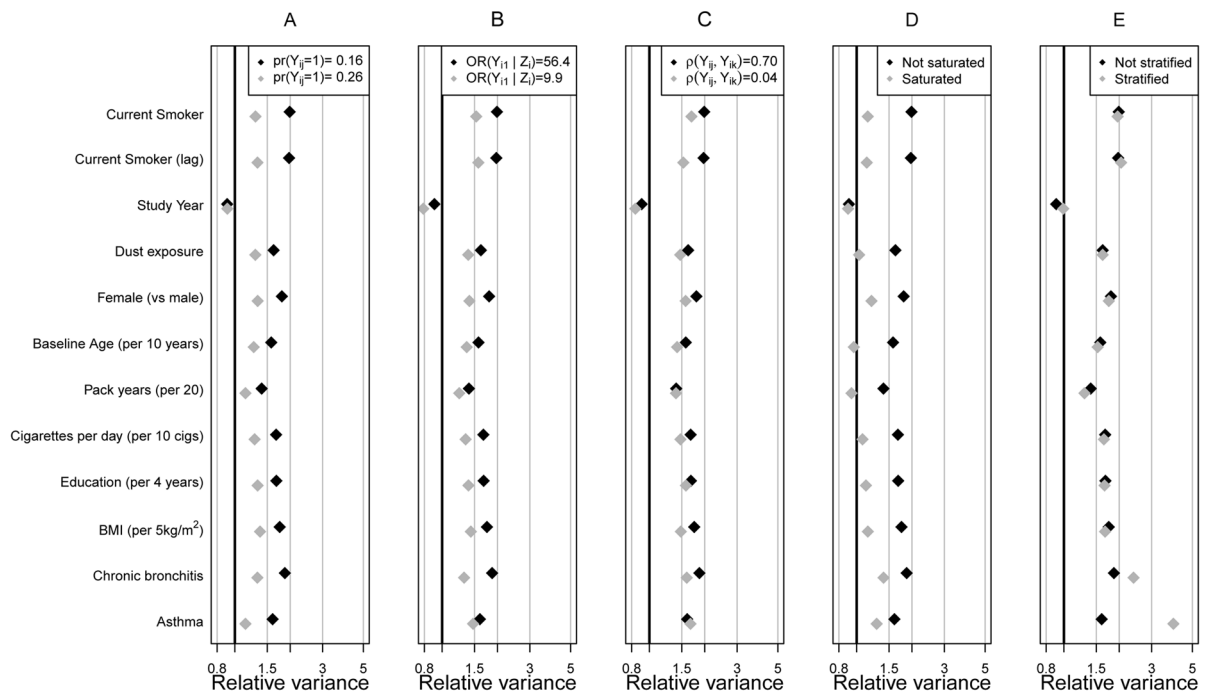 A B C D E
pr(Yij=1)= 0.16
pr(Yij=1)= 0.26
OR(Yi1 | Zi)=56.4
OR(Yi1 | Zi)=9.9
ρ(Yij, Yik)=0.70
ρ(Yij, Yik)=0.04
Not saturated
Saturated
Not stratified
Stratified
Current Smoker
Current Smoker (lag)
Study Year
Dust exposure
Female (vs male)
Baseline Age (per 10 years)
Pack years (per 20)
Cigarettes per day (per 10 cigs)
Education (per 4 years)
BMI (per 5kg/m²)
Chronic bronchitis
Asthma
0.8 1.5 3 5 0.8 1.5 3 5 0.8 1.5 3 5 0.8 1.5 3 5 0.8 1.5 3 5
Relative variance Relative variance Relative variance Relative variance Relative variance